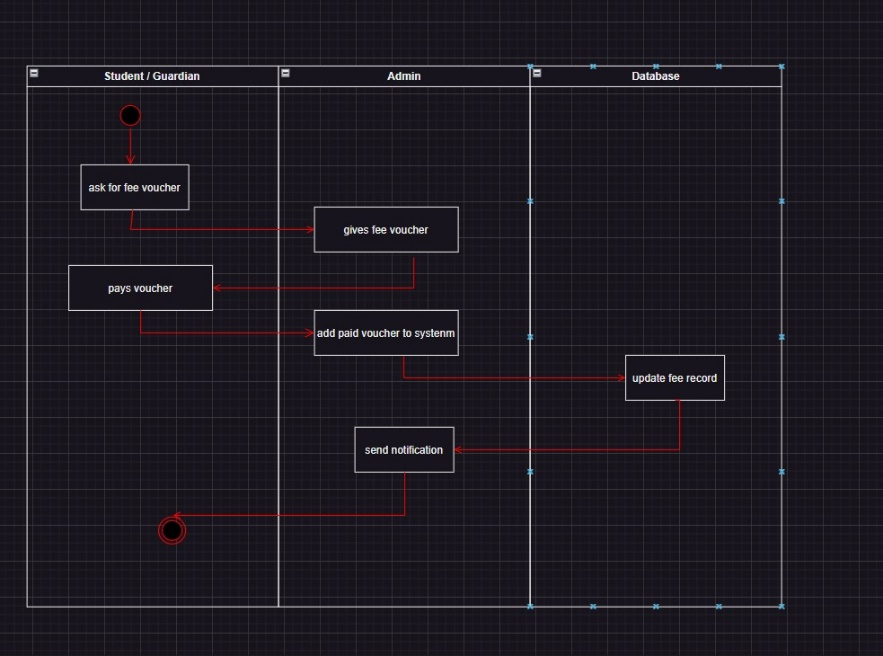 Student / Guardian
Admin
Database
ask for fee voucher
gives fee voucher
pays voucher
add paid voucher to systenm
update fee record
send notification